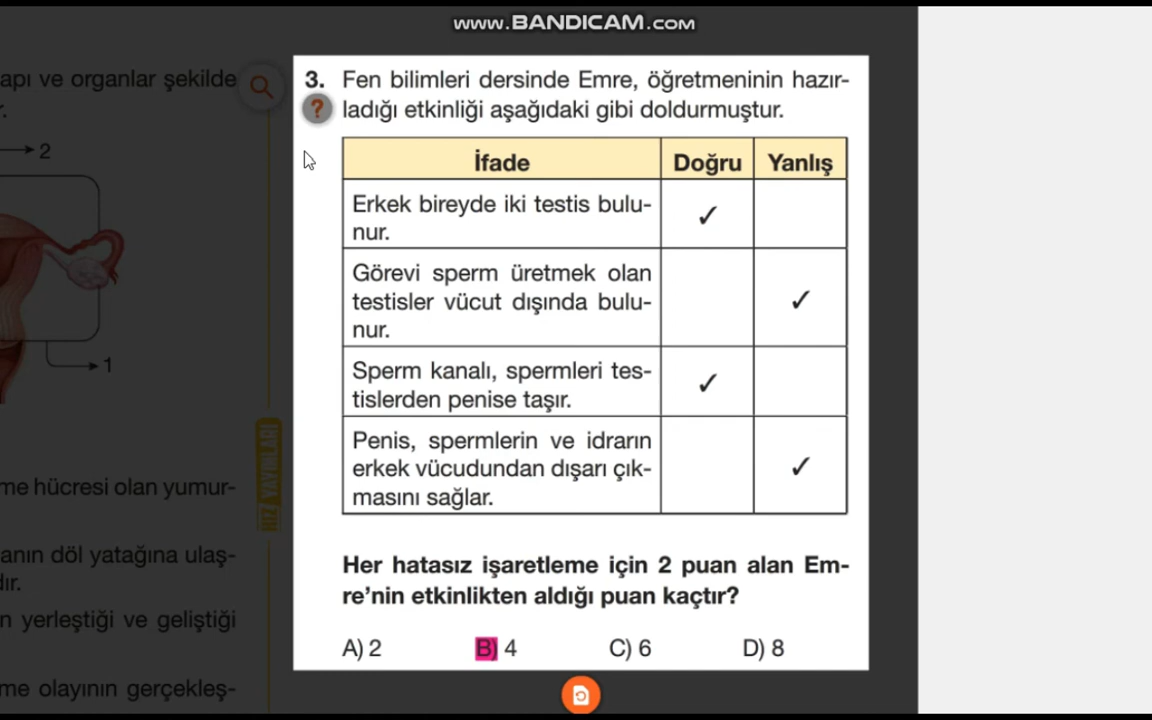 www.BANDICAM.com
apı ve organlar şekilde
r.
2
1
me hücresi olan yumur-
anın döl yatağına ulaş-
dır.
n yerleştiği ve geliştiği
me olayının gerçekleş-
HIZ YAYINLARI
3. Fen bilimleri dersinde Emre, öğretmeninin hazır-
? ladığı etkinliği aşağıdaki gibi doldurmuştur.
İfade Doğru Yanlış
Erkek bireyde iki testis bulu- ✓
nur.
Görevi sperm üretmek olan
testisler vücut dışında bulu- ✓
nur.
Sperm kanalı, spermleri tes- ✓
tislerden penise taşır.
Penis, spermlerin ve idrarın
erkek vücudundan dışarı çık- ✓
masını sağlar.
Her hatasız işaretleme için 2 puan alan Em-
re'nin etkinlikten aldığı puan kaçtır?
A) 2 B) 4 C) 6 D) 8